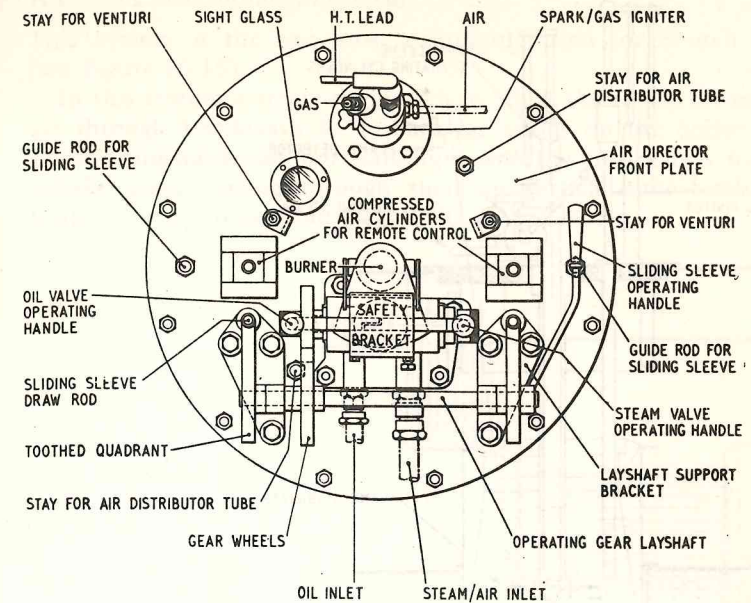 STAY FOR VENTURI
SIGHT GLASS
H.T. LEAD
AIR
SPARK/GAS IGNITER
GAS
STAY FOR AIR
DISTRIBUTOR TUBE
GUIDE ROD FOR
SLIDING SLEEVE
AIR DIRECTOR
FRONT PLATE
COMPRESSED
AIR CYLINDERS
FOR REMOTE CONTROL
STAY FOR VENTURI
BURNER
SLIDING SLEEVE
OPERATING
HANDLE
OIL VALVE
OPERATING
HANDLE
SAFETY
BRACKET
GUIDE ROD FOR
SLIDING SLEEVE
SLIDING SLEEVE
DRAW ROD
STEAM VALVE
OPERATING HANDLE
TOOTHED QUADRANT
LAYSHAFT SUPPORT
BRACKET
STAY FOR AIR DISTRIBUTOR TUBE
GEAR WHEELS
OPERATING GEAR LAYSHAFT
OIL INLET
STEAM/AIR INLET